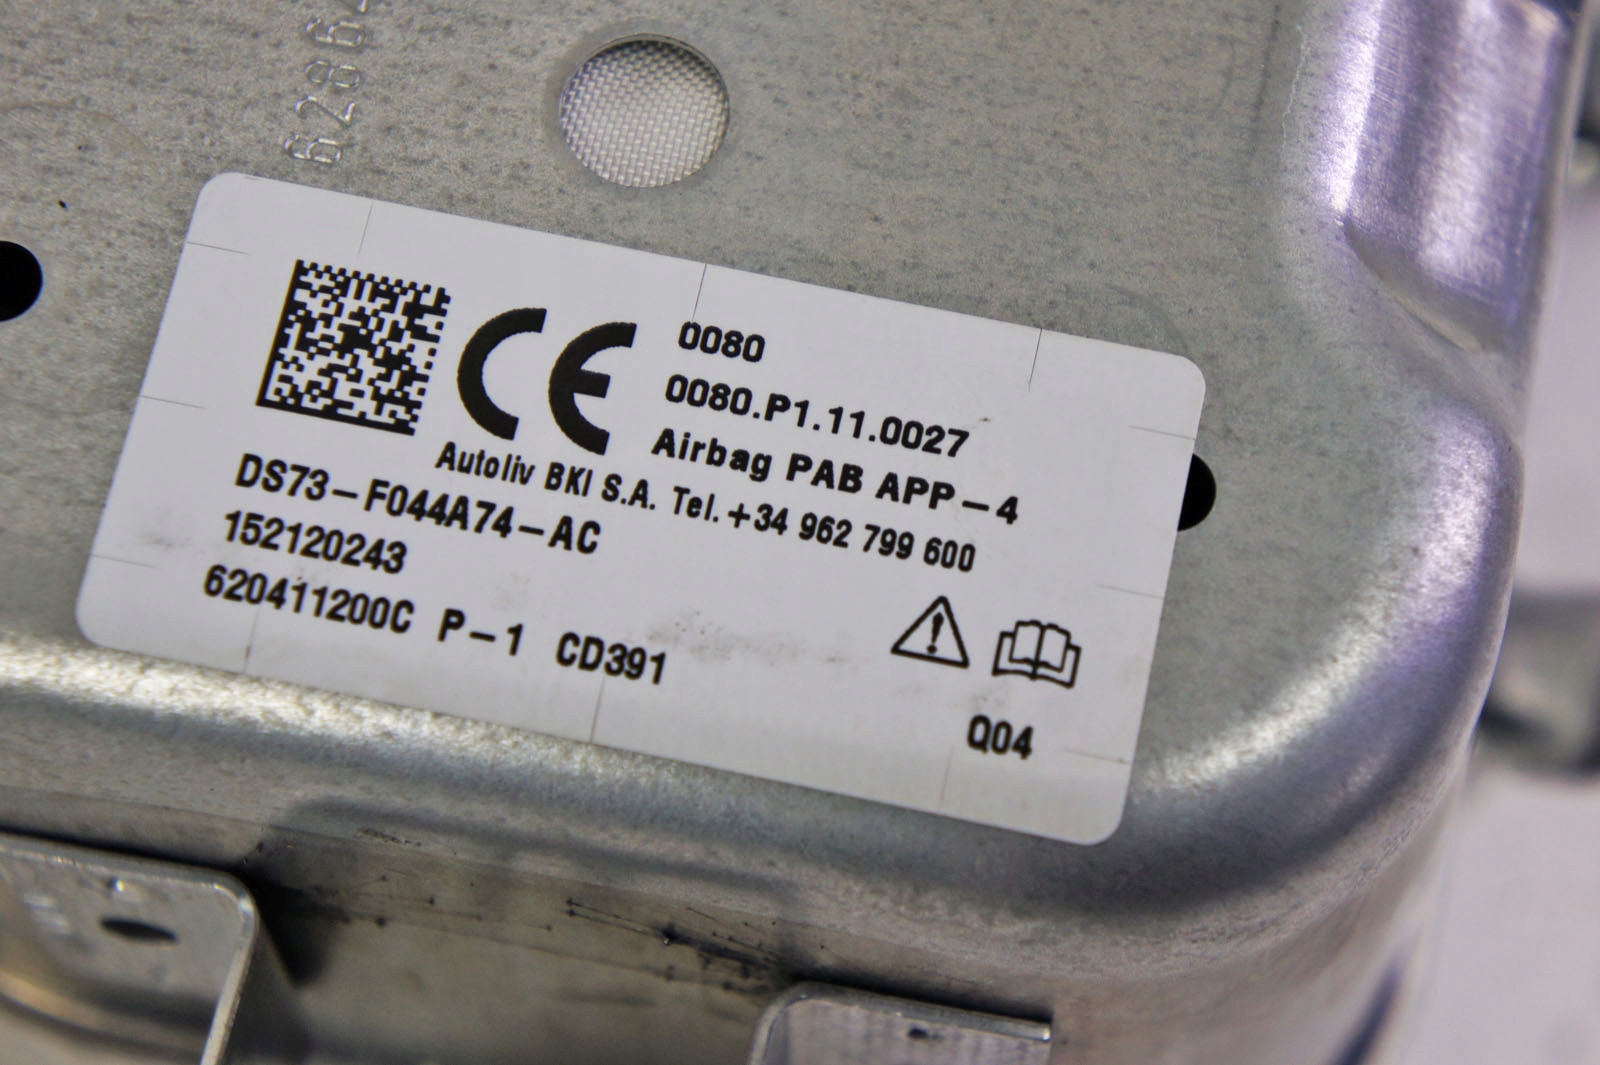 CE 0080
0080.P1.11.0027
Airbag PAB APP-4
Autoliv BKI S.A. Tel.+34 962 799 600
DS73-F044A74-AC
152120243
620411200C P-1 CD391
Q04